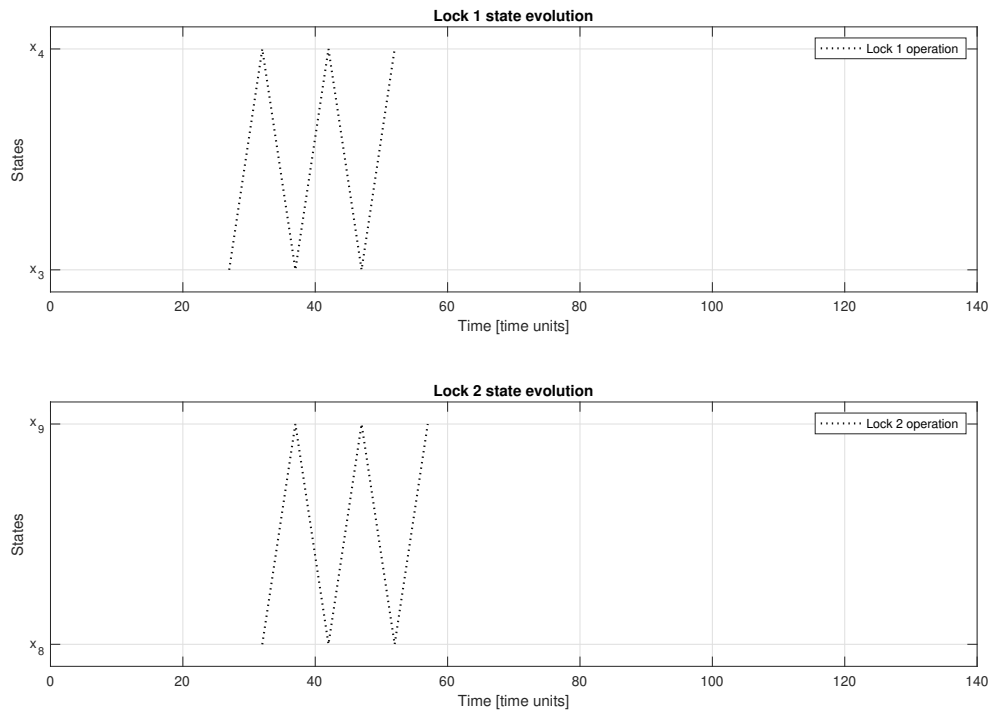 Lock 1 state evolution
x4
Lock 1 operation
States
x3
0 20 40 60 80 100 120 140
Time [time units]
Lock 2 state evolution
x9
Lock 2 operation
States
x8
0 20 40 60 80 100 120 140
Time [time units]